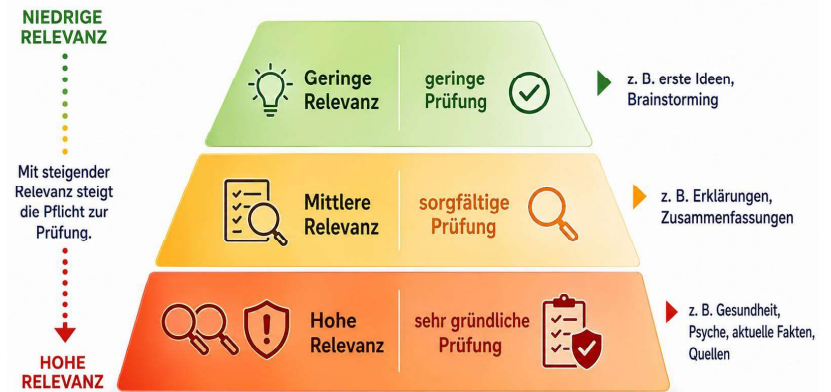 NIEDRIGE
RELEVANZ
Mit steigender
Relevanz steigt
die Pflicht zur
Prüfung.
HOHE
RELEVANZ
Geringe
Relevanz
geringe
Prüfung
z. B. erste Ideen,
Brainstorming
Mittlere
Relevanz
sorgfältige
Prüfung
z. B. Erklärungen,
Zusammenfassungen
Hohe
Relevanz
sehr gründliche
Prüfung
z. B. Gesundheit,
Psyche, aktuelle Fakten,
Quellen